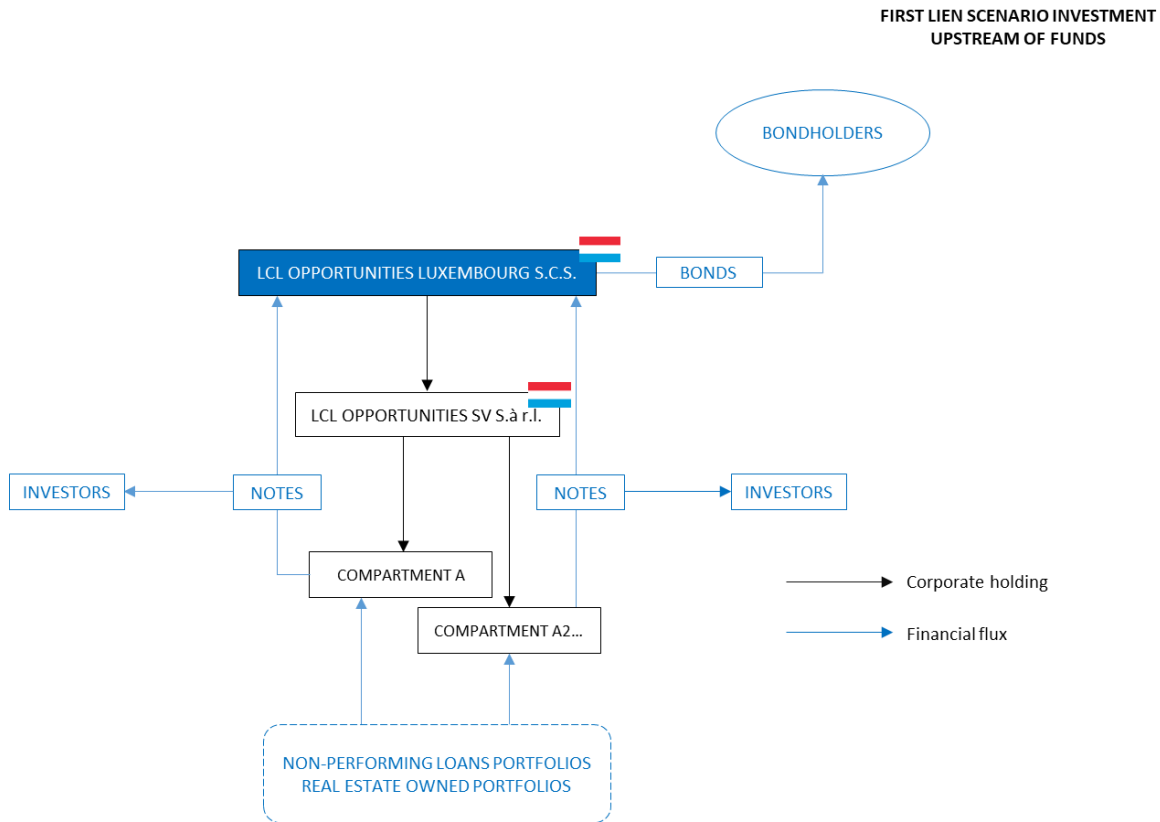 FIRST LIEN SCENARIO INVESTMENT
UPSTREAM OF FUNDS
BONDHOLDERS
LCL OPPORTUNITIES LUXEMBOURG S.C.S.
BONDS
LCL OPPORTUNITIES SV S.à r.l.
INVESTORS
NOTES
NOTES
INVESTORS
COMPARTMENT A
Corporate holding
COMPARTMENT A2...
Financial flux
NON-PERFORMING LOANS PORTFOLIOS
REAL ESTATE OWNED PORTFOLIOS